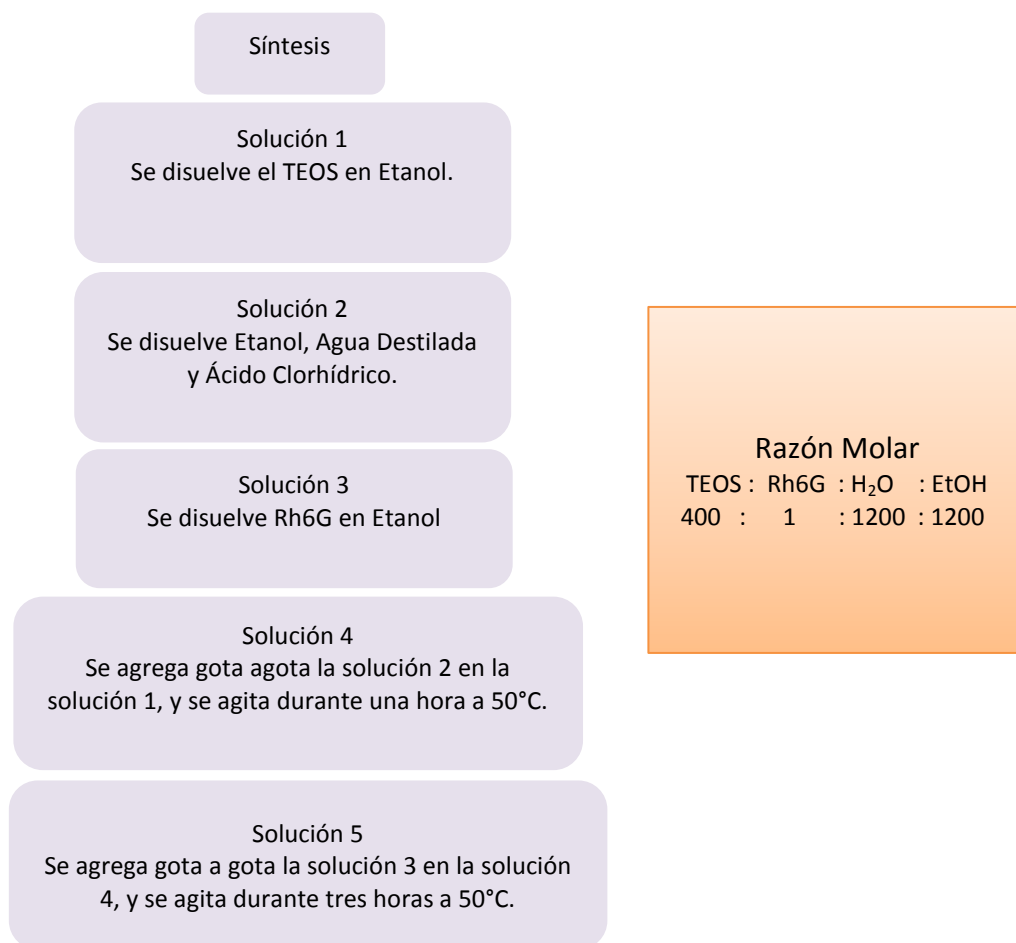 Síntesis
Solución 1
Se disuelve el TEOS en Etanol.
Solución 2
Se disuelve Etanol, Agua Destilada
y Ácido Clorhídrico.
Solución 3
Se disuelve Rh6G en Etanol
Solución 4
Se agrega gota agota la solución 2 en la
solución 1, y se agita durante una hora a 50°C.
Solución 5
Se agrega gota a gota la solución 3 en la solución
4, y se agita durante tres horas a 50°C.
Razón Molar
TEOS : Rh6G : H₂O : EtOH
400 : 1 : 1200 : 1200